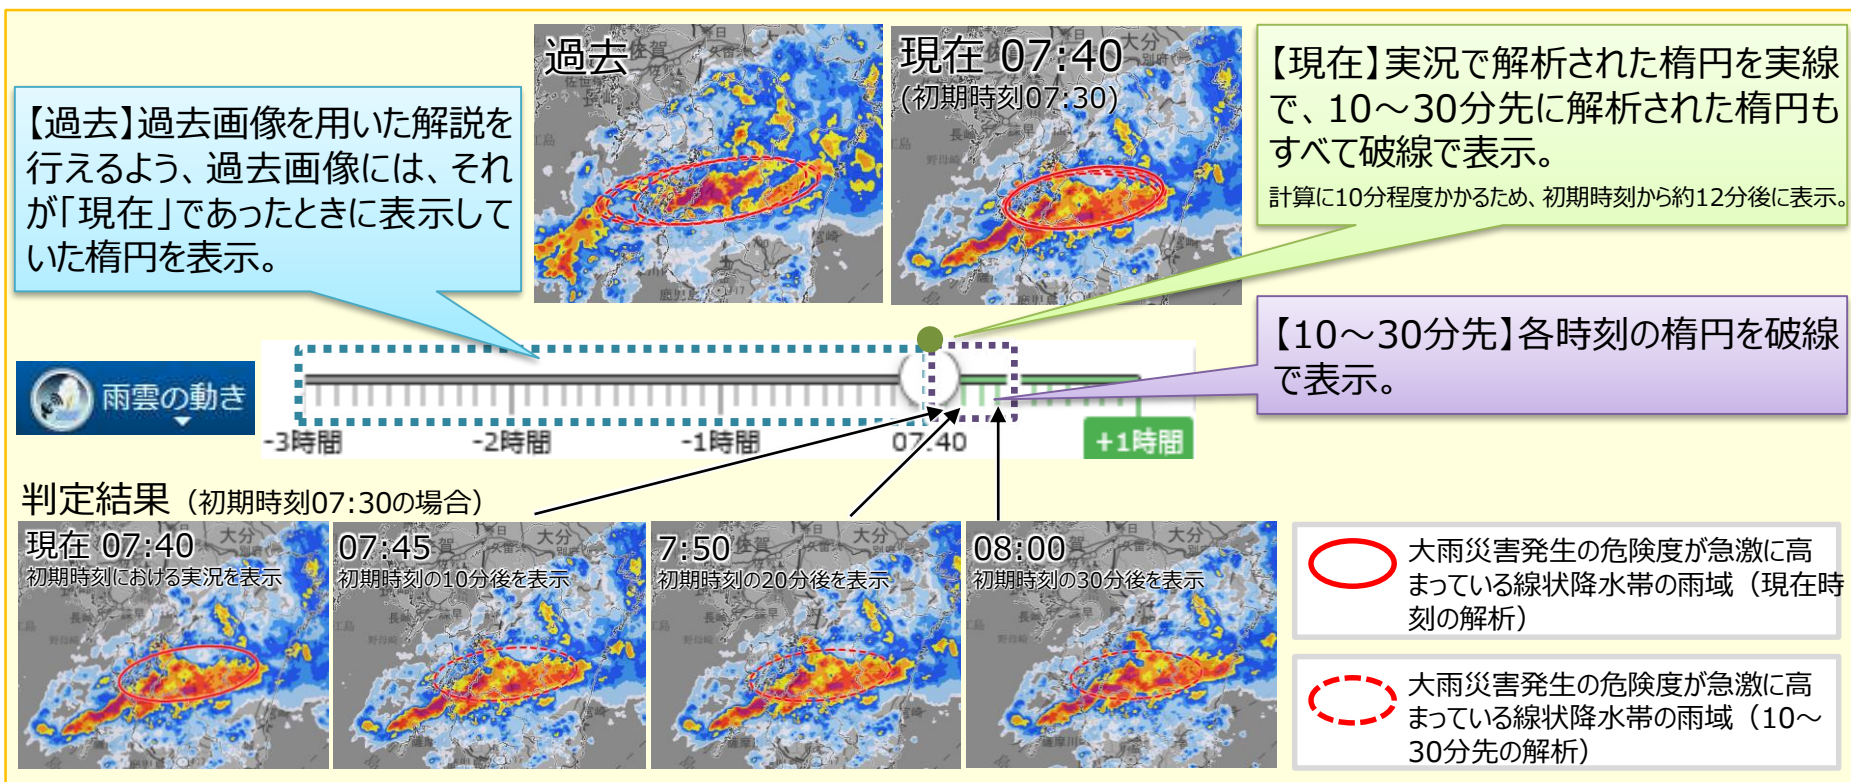 過去
現在 07:40
(初期時刻07:30)
【過去】過去画像を用いた解説を
行えるよう、過去画像には、それ
が「現在」であったときに表示して
いた楕円を表示。
【現在】実況で解析された楕円を実線
で、10～30分先に解析された楕円も
すべて破線で表示。
計算に10分程度かかるため、初期時刻から約12分後に表示。
【10～30分先】各時刻の楕円を破線
で表示。
雨雲の動き
-3時間
-2時間
-1時間
07:40
+1時間
判定結果（初期時刻07:30の場合）
現在 07:40
初期時刻における実況を表示
07:45
初期時刻の10分後を表示
7:50
初期時刻の20分後を表示
08:00
初期時刻の30分後を表示
大雨災害発生の危険度が急激に高
まっている線状降水帯の雨域（現在時
刻の解析）
大雨災害発生の危険度が急激に高
まっている線状降水帯の雨域（10～
30分先の解析）